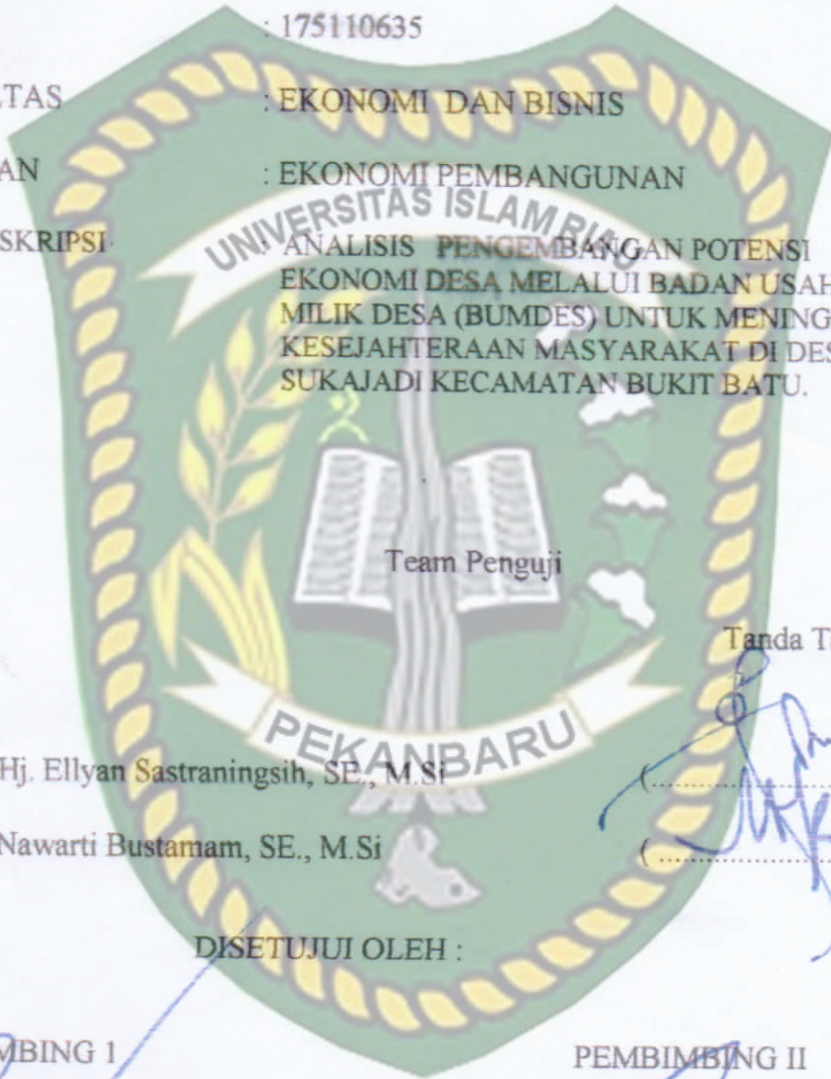 : 175110635
LTAS : EKONOMI DAN BISNIS
AN : EKONOMI PEMBANGUNAN
UNIVERSITAS ISLAM RIAU
SKRIPSI : ANALISIS PENGEMBANGAN POTENSI
EKONOMI DESA MELALUI BADAN USAH
MILIK DESA (BUMDES) UNTUK MENING
KESEJAHTERAAN MASYARAKAT DI DES
SUKAJADI KECAMATAN BUKIT BATU.
Team Penguji
Tanda T
PEKANBARU
Hj. Ellyan Sastraningsih, SE., M.Si (...............
Nawarti Bustamam, SE., M.Si ( ...............
DISETUJUI OLEH :
MBING 1 PEMBIMBING II